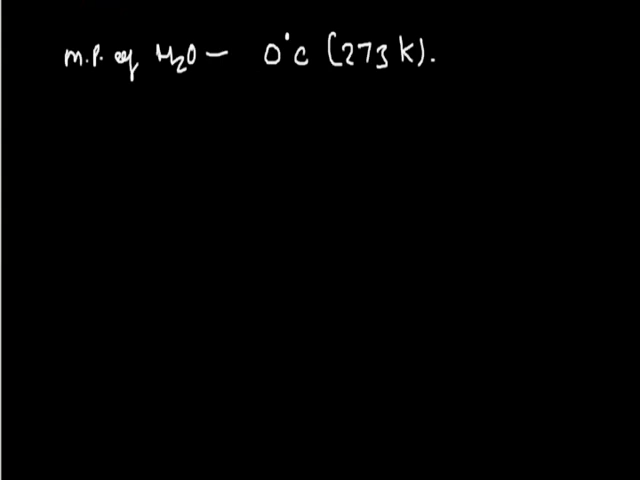 m.p. of H₂O — 0°C (273 K).